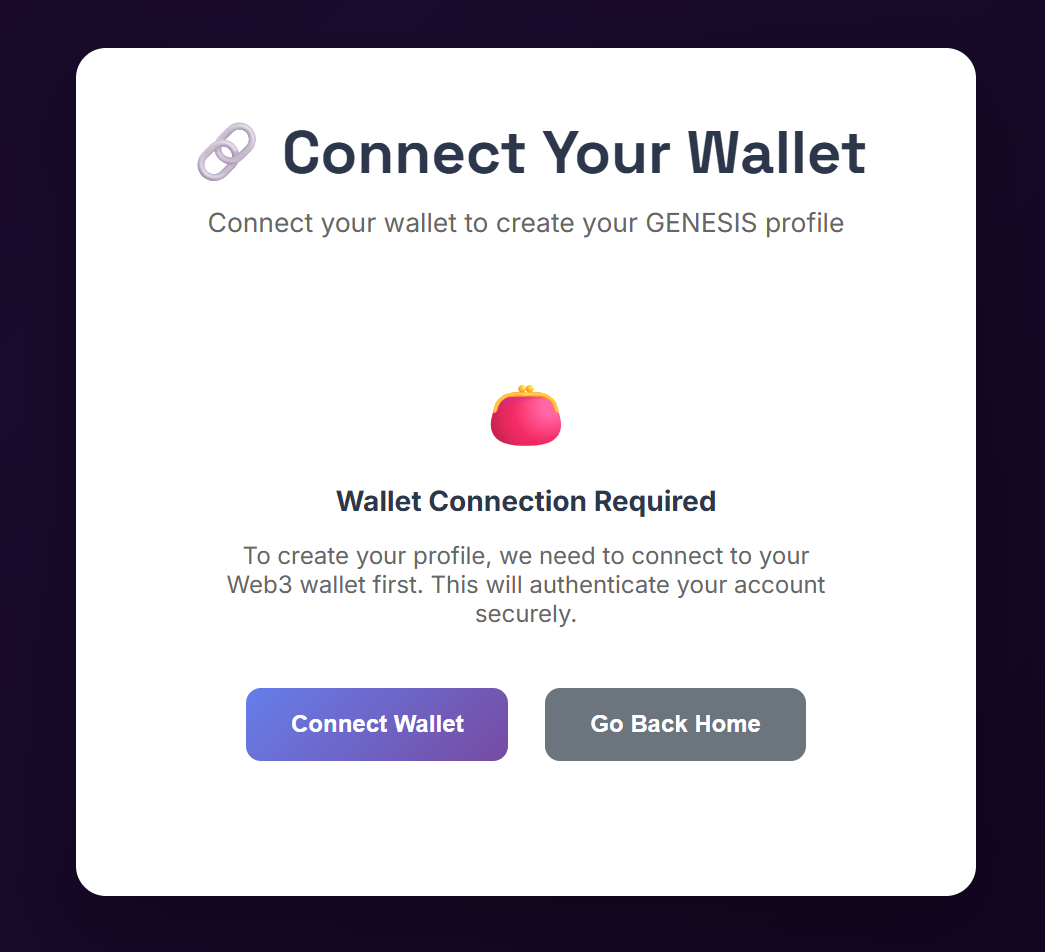 Connect Your Wallet
Connect your wallet to create your GENESIS profile
Wallet Connection Required
To create your profile, we need to connect to your
Web3 wallet first. This will authenticate your account
securely.
Connect Wallet
Go Back Home